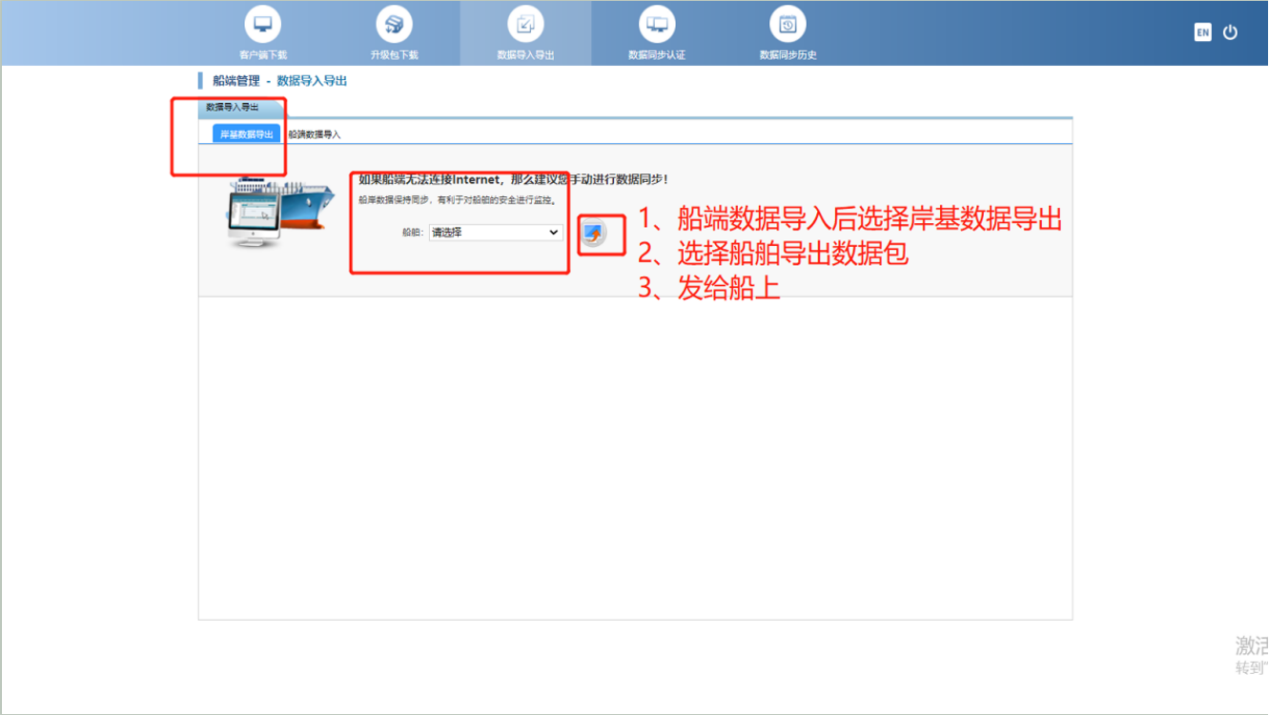 客户端下载
升级包下载
数据导入导出
数据同步认证
数据同步历史
EN
船端管理 - 数据导入导出
数据导入导出
岸基数据导出
船端数据导入
如果船端无法连接Internet，那么建议您手动进行数据同步！
船岸数据保持同步，有利于对船舶的安全进行监控。
船舶： 请选择
1、船端数据导入后选择岸基数据导出
2、选择船舶导出数据包
3、发给船上
激活
转到"